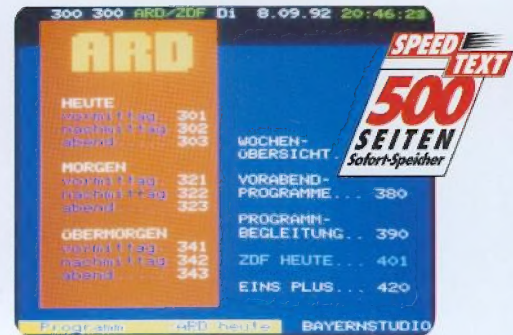 300 300 ARD/ZDF Di 8.09.92 20:46:23
ARD
HEUTE
vormittag. 301
nachmittag 302
abend..... 303
MORGEN
vormittag. 321
nachmittag 322
abend..... 323
ÜBERMORGEN
vormittag. 341
nachmittag 342
abend..... 343
WOCHEN-
ÜBERSICHT.
VORABEND-
PROGRAMME... 380
PROGRAMM-
BEGLEITUNG.. 390
ZDF HEUTE... 401
EINS PLUS... 420
Programm ARD heute BAYERNSTUDIO
SPEED
TEXT
500
SEITEN
Sofort-Speicher